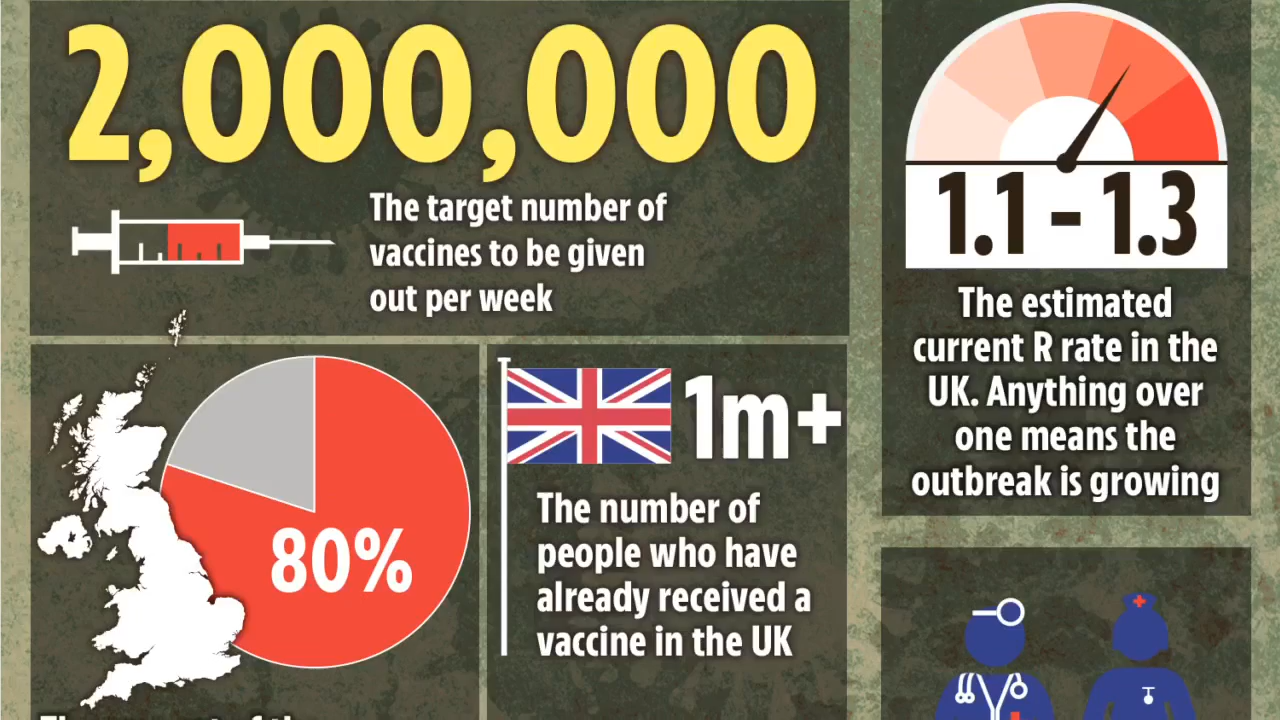 2,000,000
The target number of
vaccines to be given
out per week
1.1 - 1.3
The estimated
current R rate in the
UK. Anything over
one means the
outbreak is growing
80%
1m+
The number of
people who have
already received a
vaccine in the UK